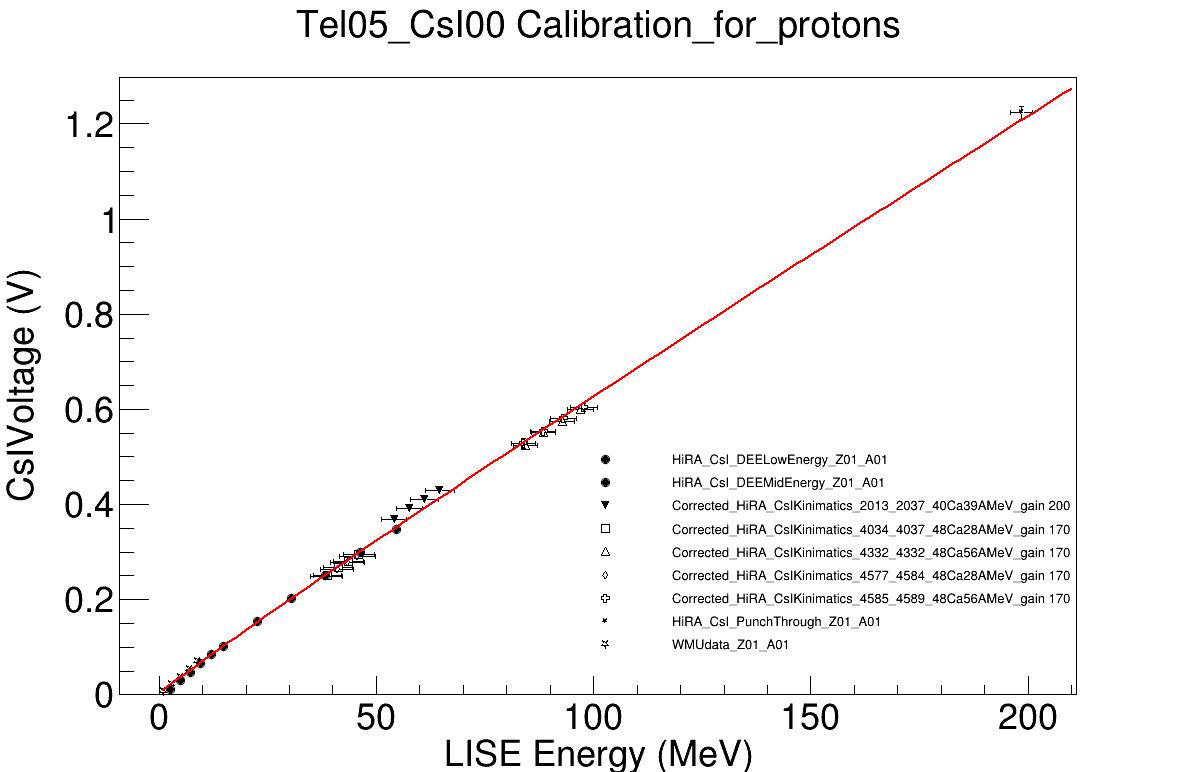 Tel05_CsI00 Calibration_for_protons
CsIVoltage (V)
1.2
1
0.8
0.6
0.4
0.2
0
HiRA_CsI_DEELowEnergy_Z01_A01
HiRA_CsI_DEEMidEnergy_Z01_A01
Corrected_HiRA_CsIKinimatics_2013_2037_40Ca39AMeV_gain 200
Corrected_HiRA_CsIKinimatics_4034_4037_48Ca28AMeV_gain 170
Corrected_HiRA_CsIKinimatics_4332_4332_48Ca56AMeV_gain 170
Corrected_HiRA_CsIKinimatics_4577_4584_48Ca28AMeV_gain 170
Corrected_HiRA_CsIKinimatics_4585_4589_48Ca56AMeV_gain 170
HiRA_CsI_PunchThrough_Z01_A01
WMUdata_Z01_A01
0 50 100 150 200
LISE Energy (MeV)